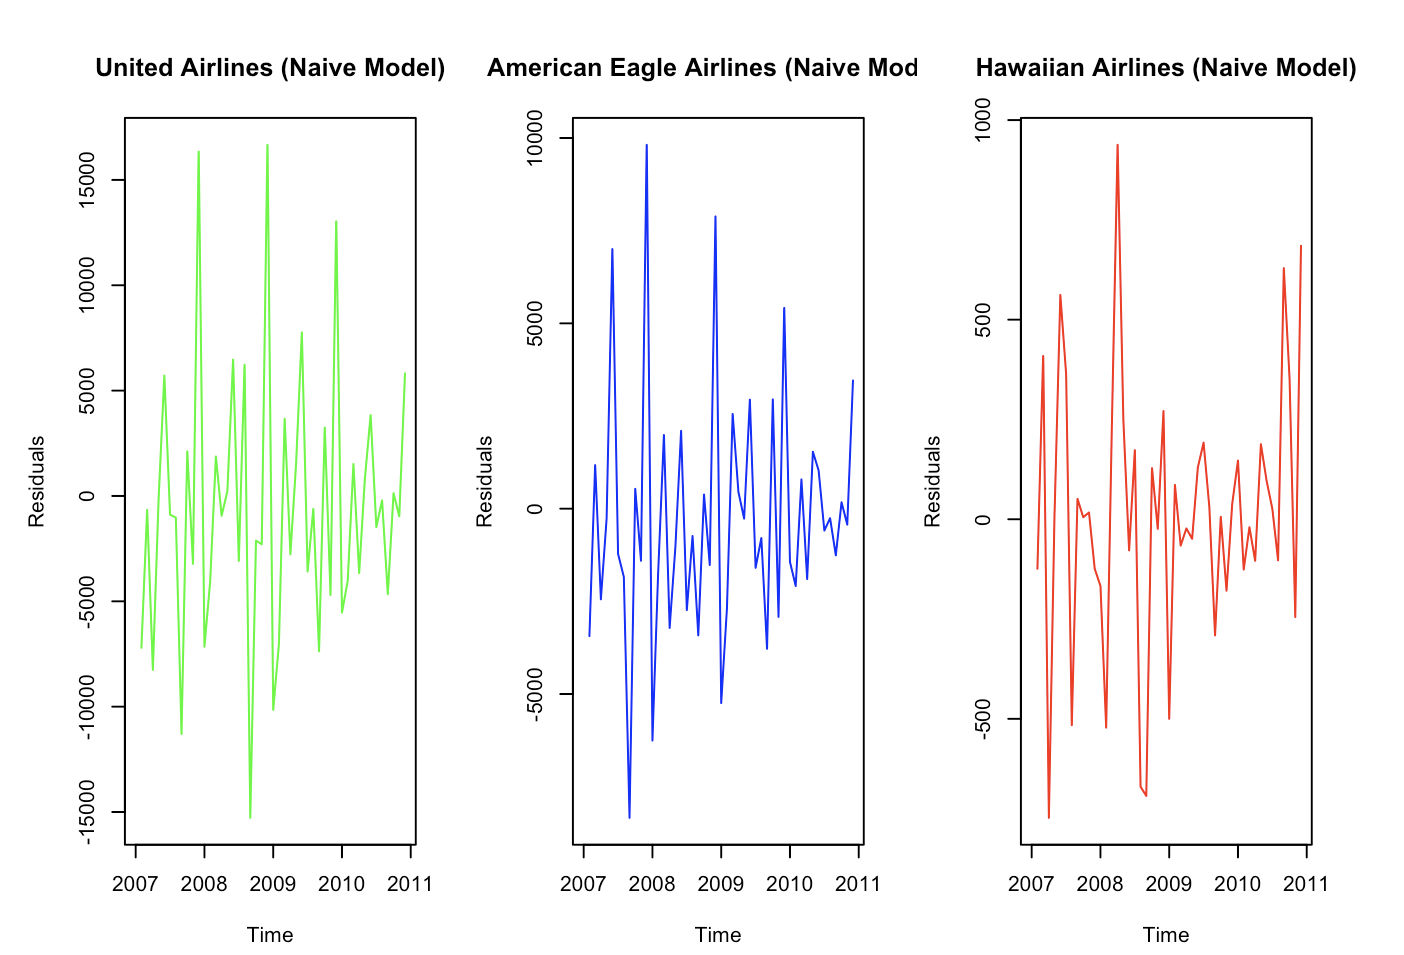 United Airlines (Naive Model)
Residuals
15000
10000
5000
0
-5000
-10000
-15000
2007 2008 2009 2010 2011
Time
American Eagle Airlines (Naive Mod
Residuals
10000
5000
0
-5000
2007 2008 2009 2010 2011
Time
Hawaiian Airlines (Naive Model)
Residuals
1000
500
0
-500
2007 2008 2009 2010 2011
Time